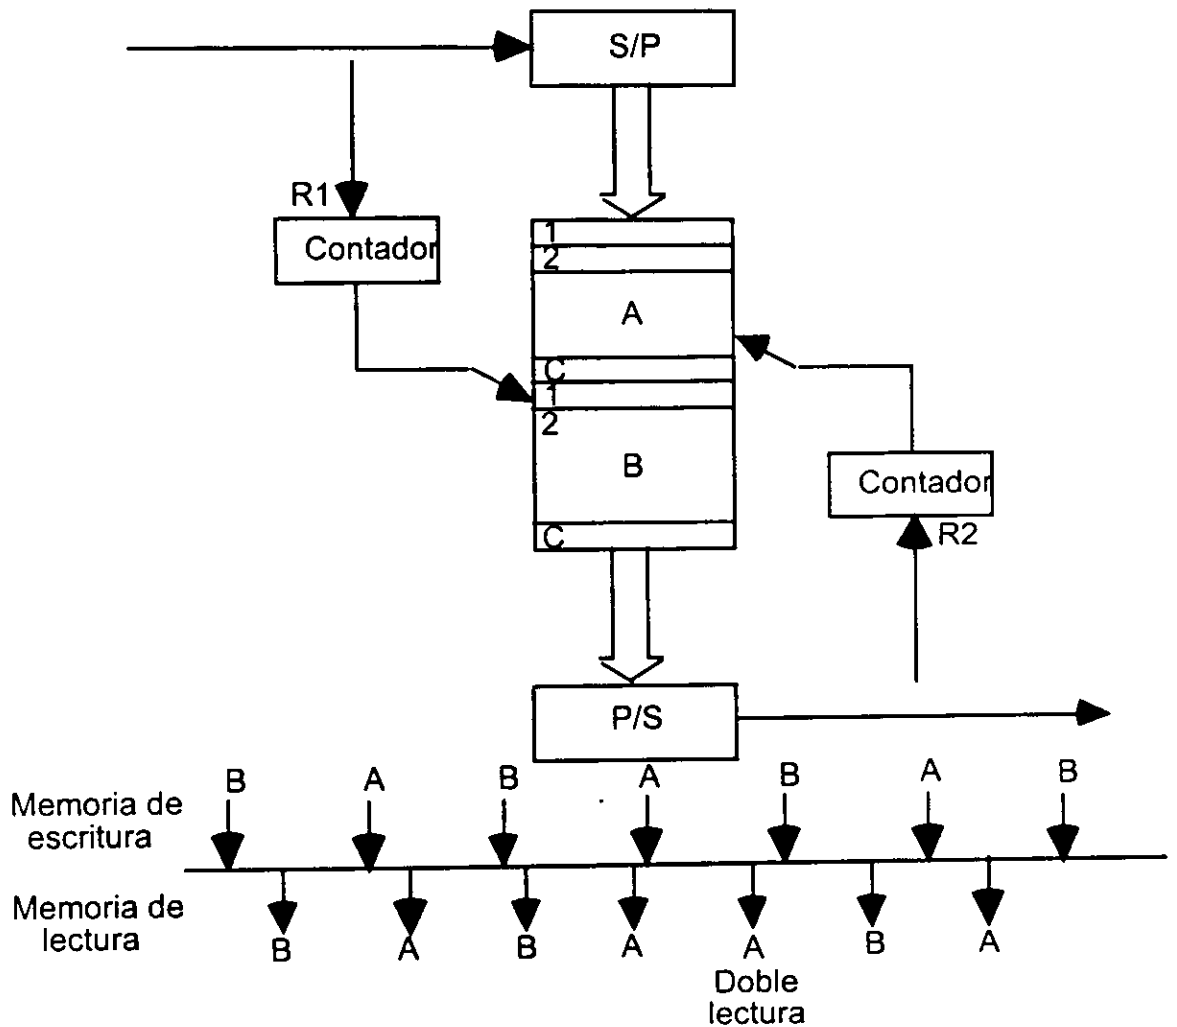 S/P
R1
Contador
1
2
A
C
1
2
B
C
Contador
R2
P/S
B A B A B A B
Memoria de
escritura
Memoria de
lectura
B A B A A B A
Doble
lectura